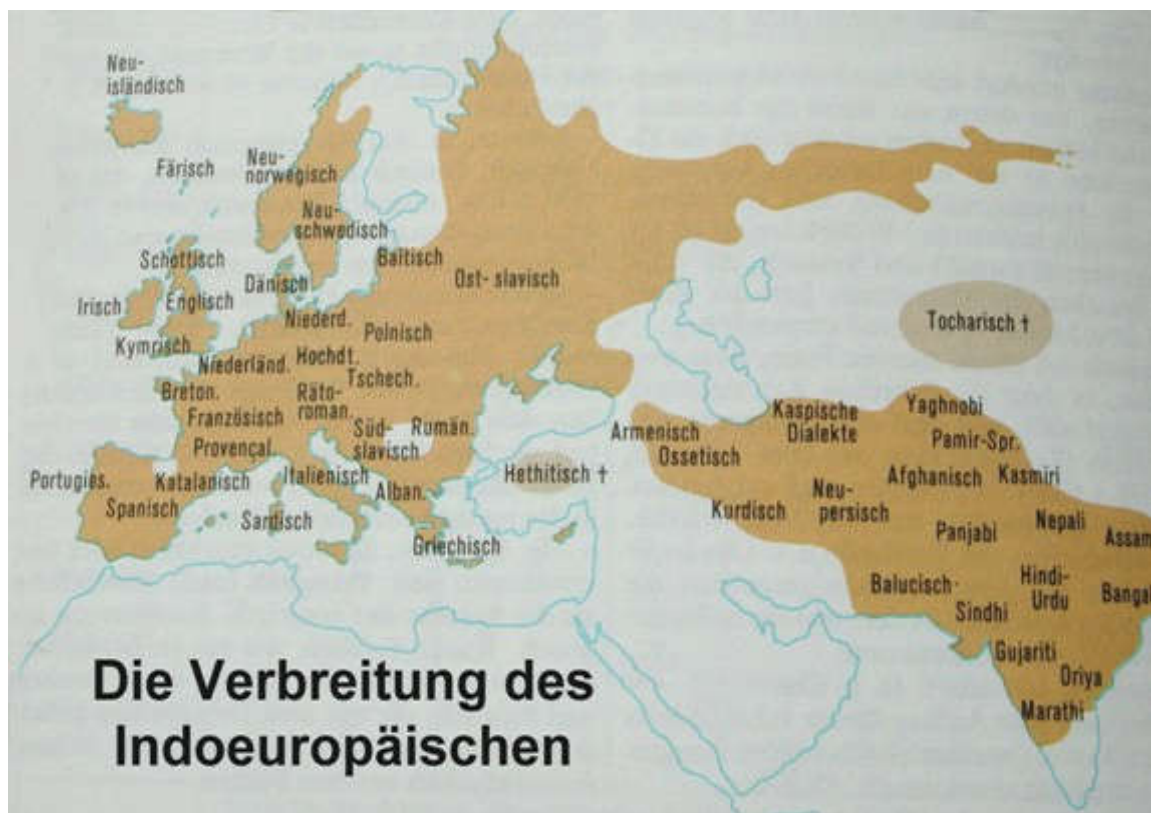 Neu-
isländisch
Färisch
Neu-
norwegisch
Neu-
schwedisch
Schottisch
Dänisch
Baltisch
Ost-slavisch
Irisch
Englisch
Niederd.
Polnisch
Tocharisch †
Kymrisch
Niederländ.
Hochdt.
Tschech.
Breton.
Räto-
roman.
Französisch
Süd-
slavisch
Rumän.
Provençal.
Armenisch
Ossetisch
Kaspische
Dialekte
Yaghnobi
Pamir-Spr.
Portugies.
Spanisch
Katalanisch
Italienisch
Alban.
Hethitisch †
Afghanisch
Kasmiri
Sardisch
Griechisch
Kurdisch
Neu-
persisch
Panjabi
Nepali
Assam
Balucisch-
Sindhi
Hindi-
Urdu
Bangal
Gujariti
Oriya
Marathi
Die Verbreitung des
Indoeuropäischen